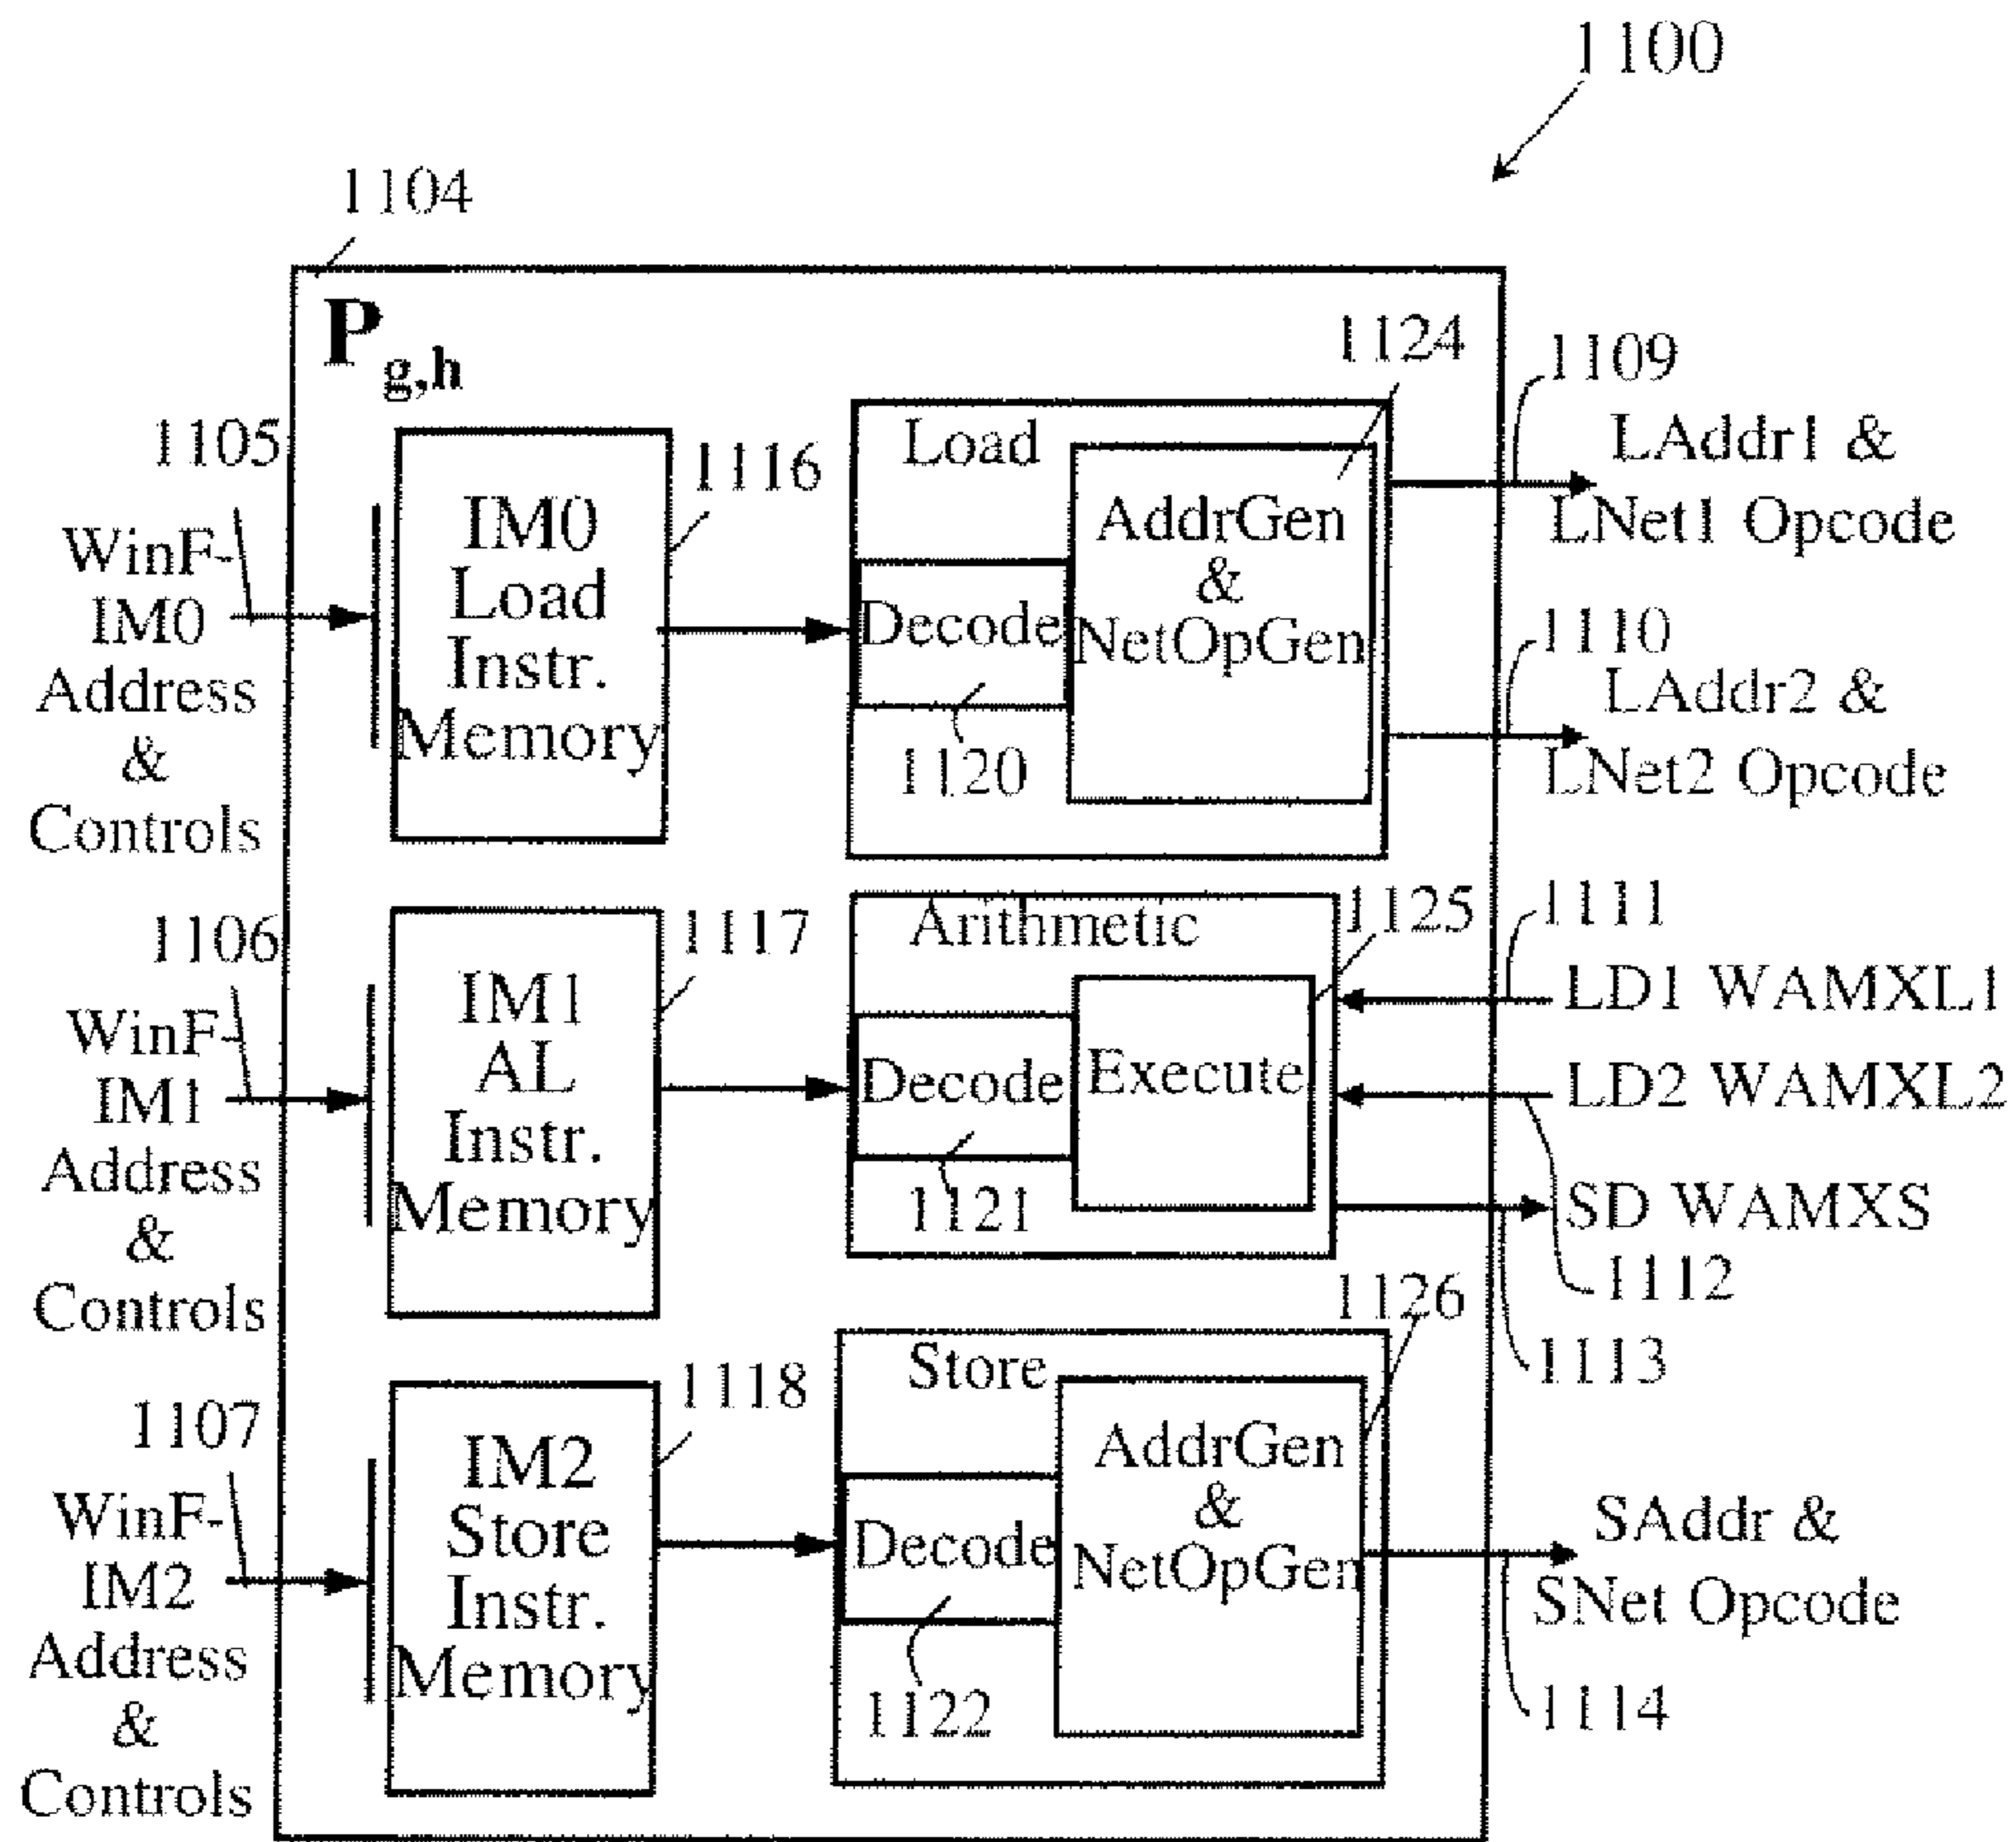 1100
1104
P g,h
1105
WinF-
IM0
Address
&
Controls
IM0
Load
Instr.
Memory
1116
Load
Decode
1120
AddrGen
&
NetOpGen
1124
1109
LAddr1 &
LNet1 Opcode
1110
LAddr2 &
LNet2 Opcode
1106
WinF-
IM1
Address
&
Controls
IM1
AL
Instr.
Memory
1117
Arithmetic
Decode
1121
Execute
1125
1111
LD1 WAMXL1
LD2 WAMXL2
SD WAMXS
1112
1113
1107
WinF-
IM2
Address
&
Controls
IM2
Store
Instr.
Memory
1118
Store
Decode
1122
AddrGen
&
NetOpGen
1126
SAddr &
SNet Opcode
1114